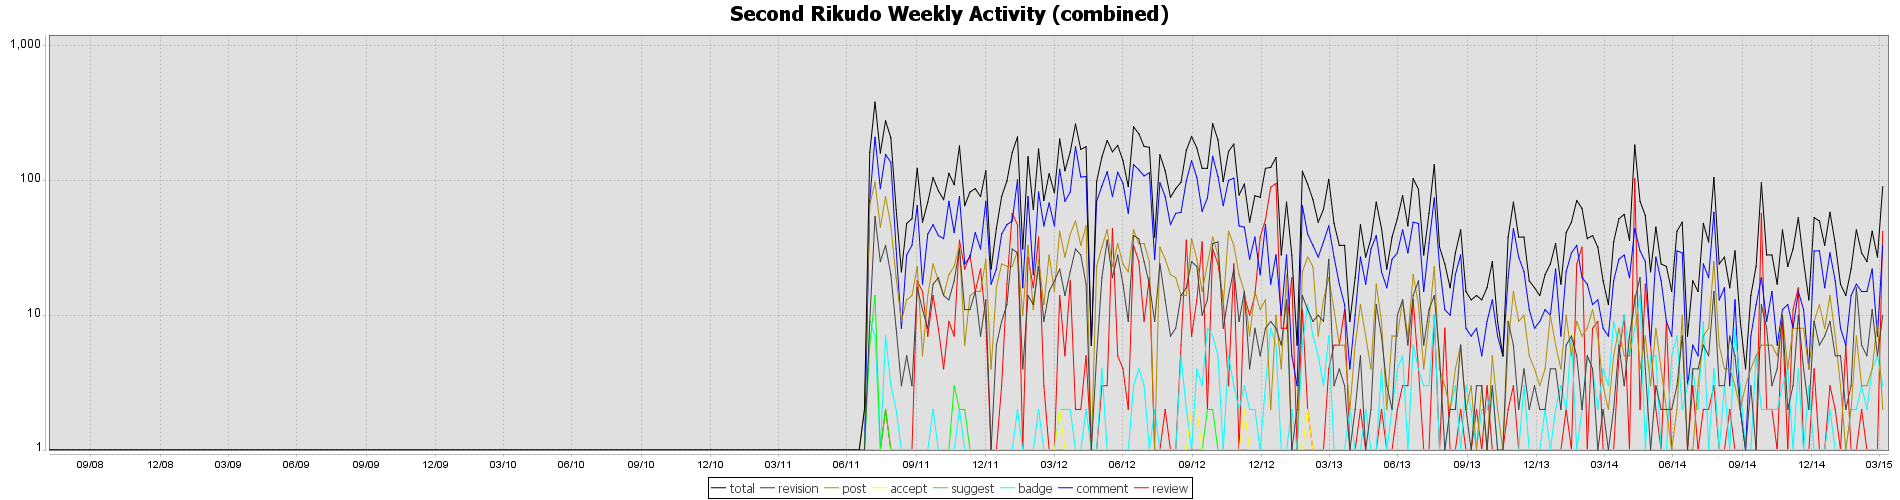 Second Rikudo Weekly Activity (combined)
1,000
100
10
1
09/08 12/08 03/09 06/09 09/09 12/09 03/10 06/10 09/10 12/10 03/11 06/11 09/11 12/11 03/12 06/12 09/12 12/12 03/13 06/13 09/13 12/13 03/14 06/14 09/14 12/14 03/15
total revision post accept suggest badge comment review